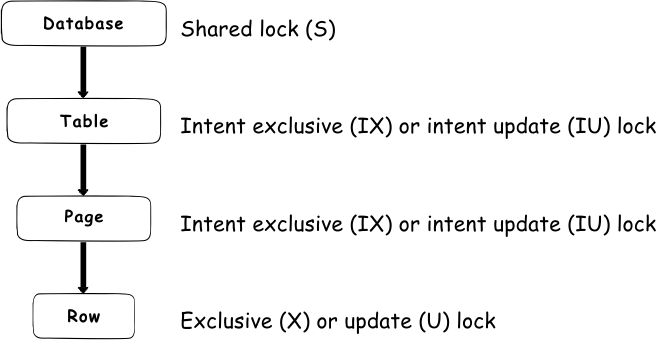 Database Shared lock (S)
Table Intent exclusive (IX) or intent update (IU) lock
Page Intent exclusive (IX) or intent update (IU) lock
Row Exclusive (X) or update (U) lock